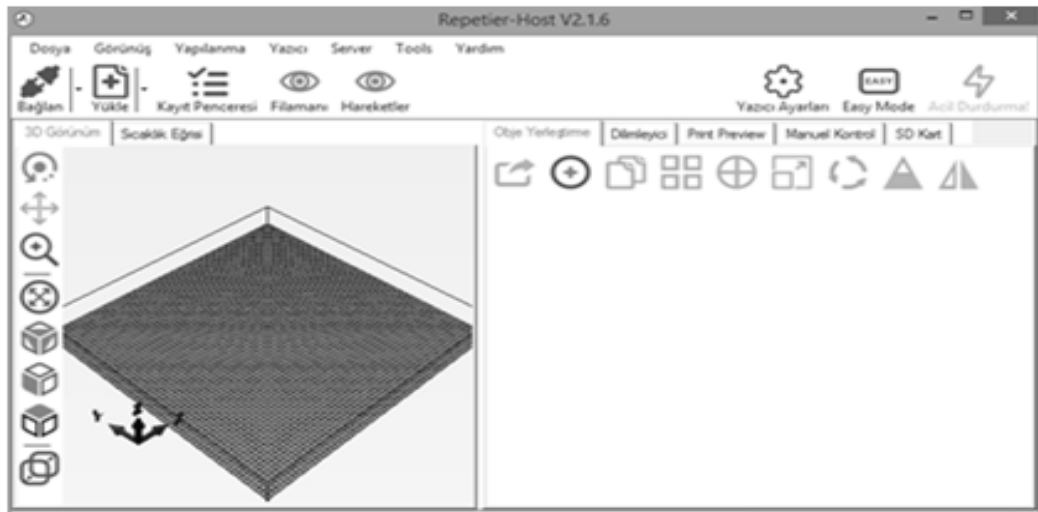 Repetier-Host V2.1.6
Dosya Görünüş Yapılanma Yazıcı Server Tools Yardım
Bağlan Yükle Kayıt Penceresi Filamanı Hareketler EASY Yazıcı Ayarları Easy Mode Acil Durdurma!
3D Görünüm Sıcaklık Eğrisi Obje Yerleştime Dilimleyici Print Preview Manuel Kontrol SD Kart